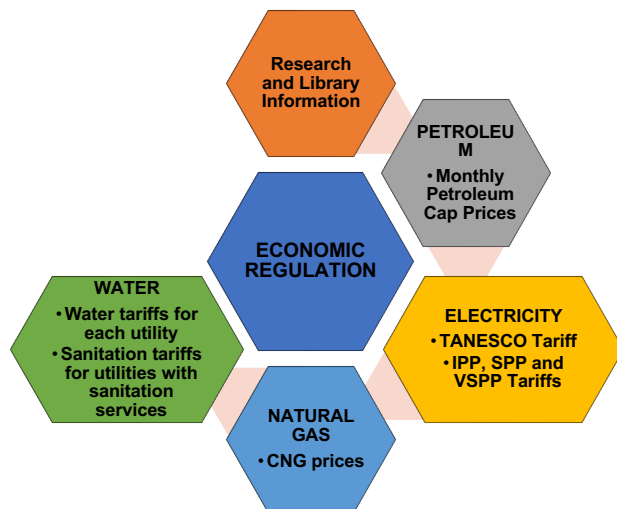 Research
and Library
Information
PETROLEU
M
• Monthly
Petroleum
Cap Prices
ECONOMIC
REGULATION
WATER
• Water tariffs for
each utility
• Sanitation tariffs
for utilities with
sanitation
services
ELECTRICITY
• TANESCO Tariff
• IPP, SPP and
VSPP Tariffs
NATURAL
GAS
• CNG prices